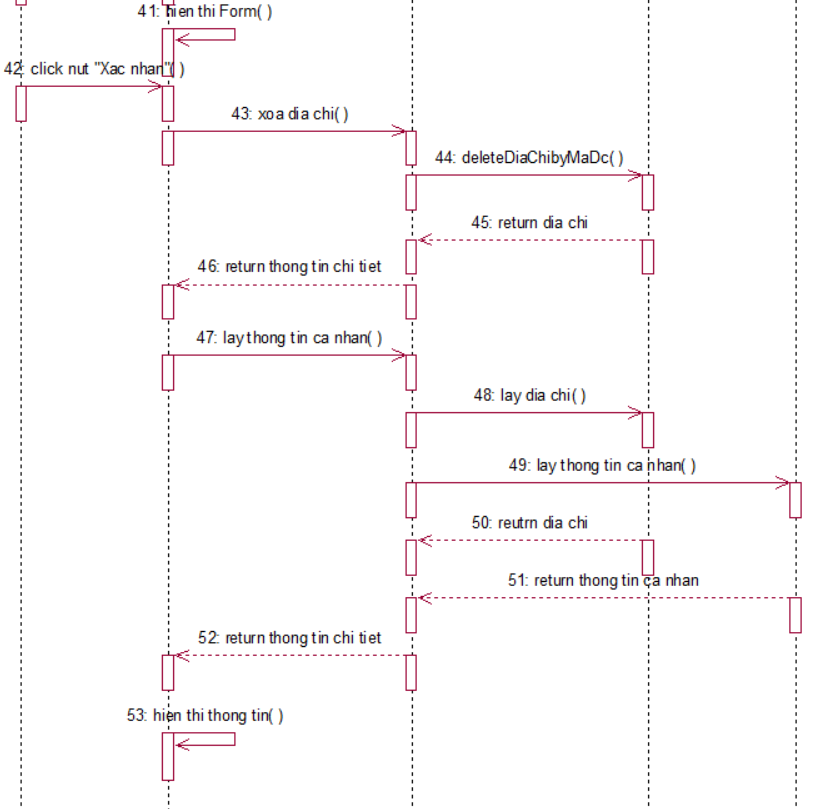 41: hien thi Form( )
42: click nut "Xac nhan"( )
43: xoa dia chi( )
44: deleteDiaChibyMaDc( )
45: return dia chi
46: return thong tin chi tiet
47: lay thong tin ca nhan( )
48: lay dia chi( )
49: lay thong tin ca nhan( )
50: reutrn dia chi
51: return thong tin ca nhan
52: return thong tin chi tiet
53: hien thi thong tin( )